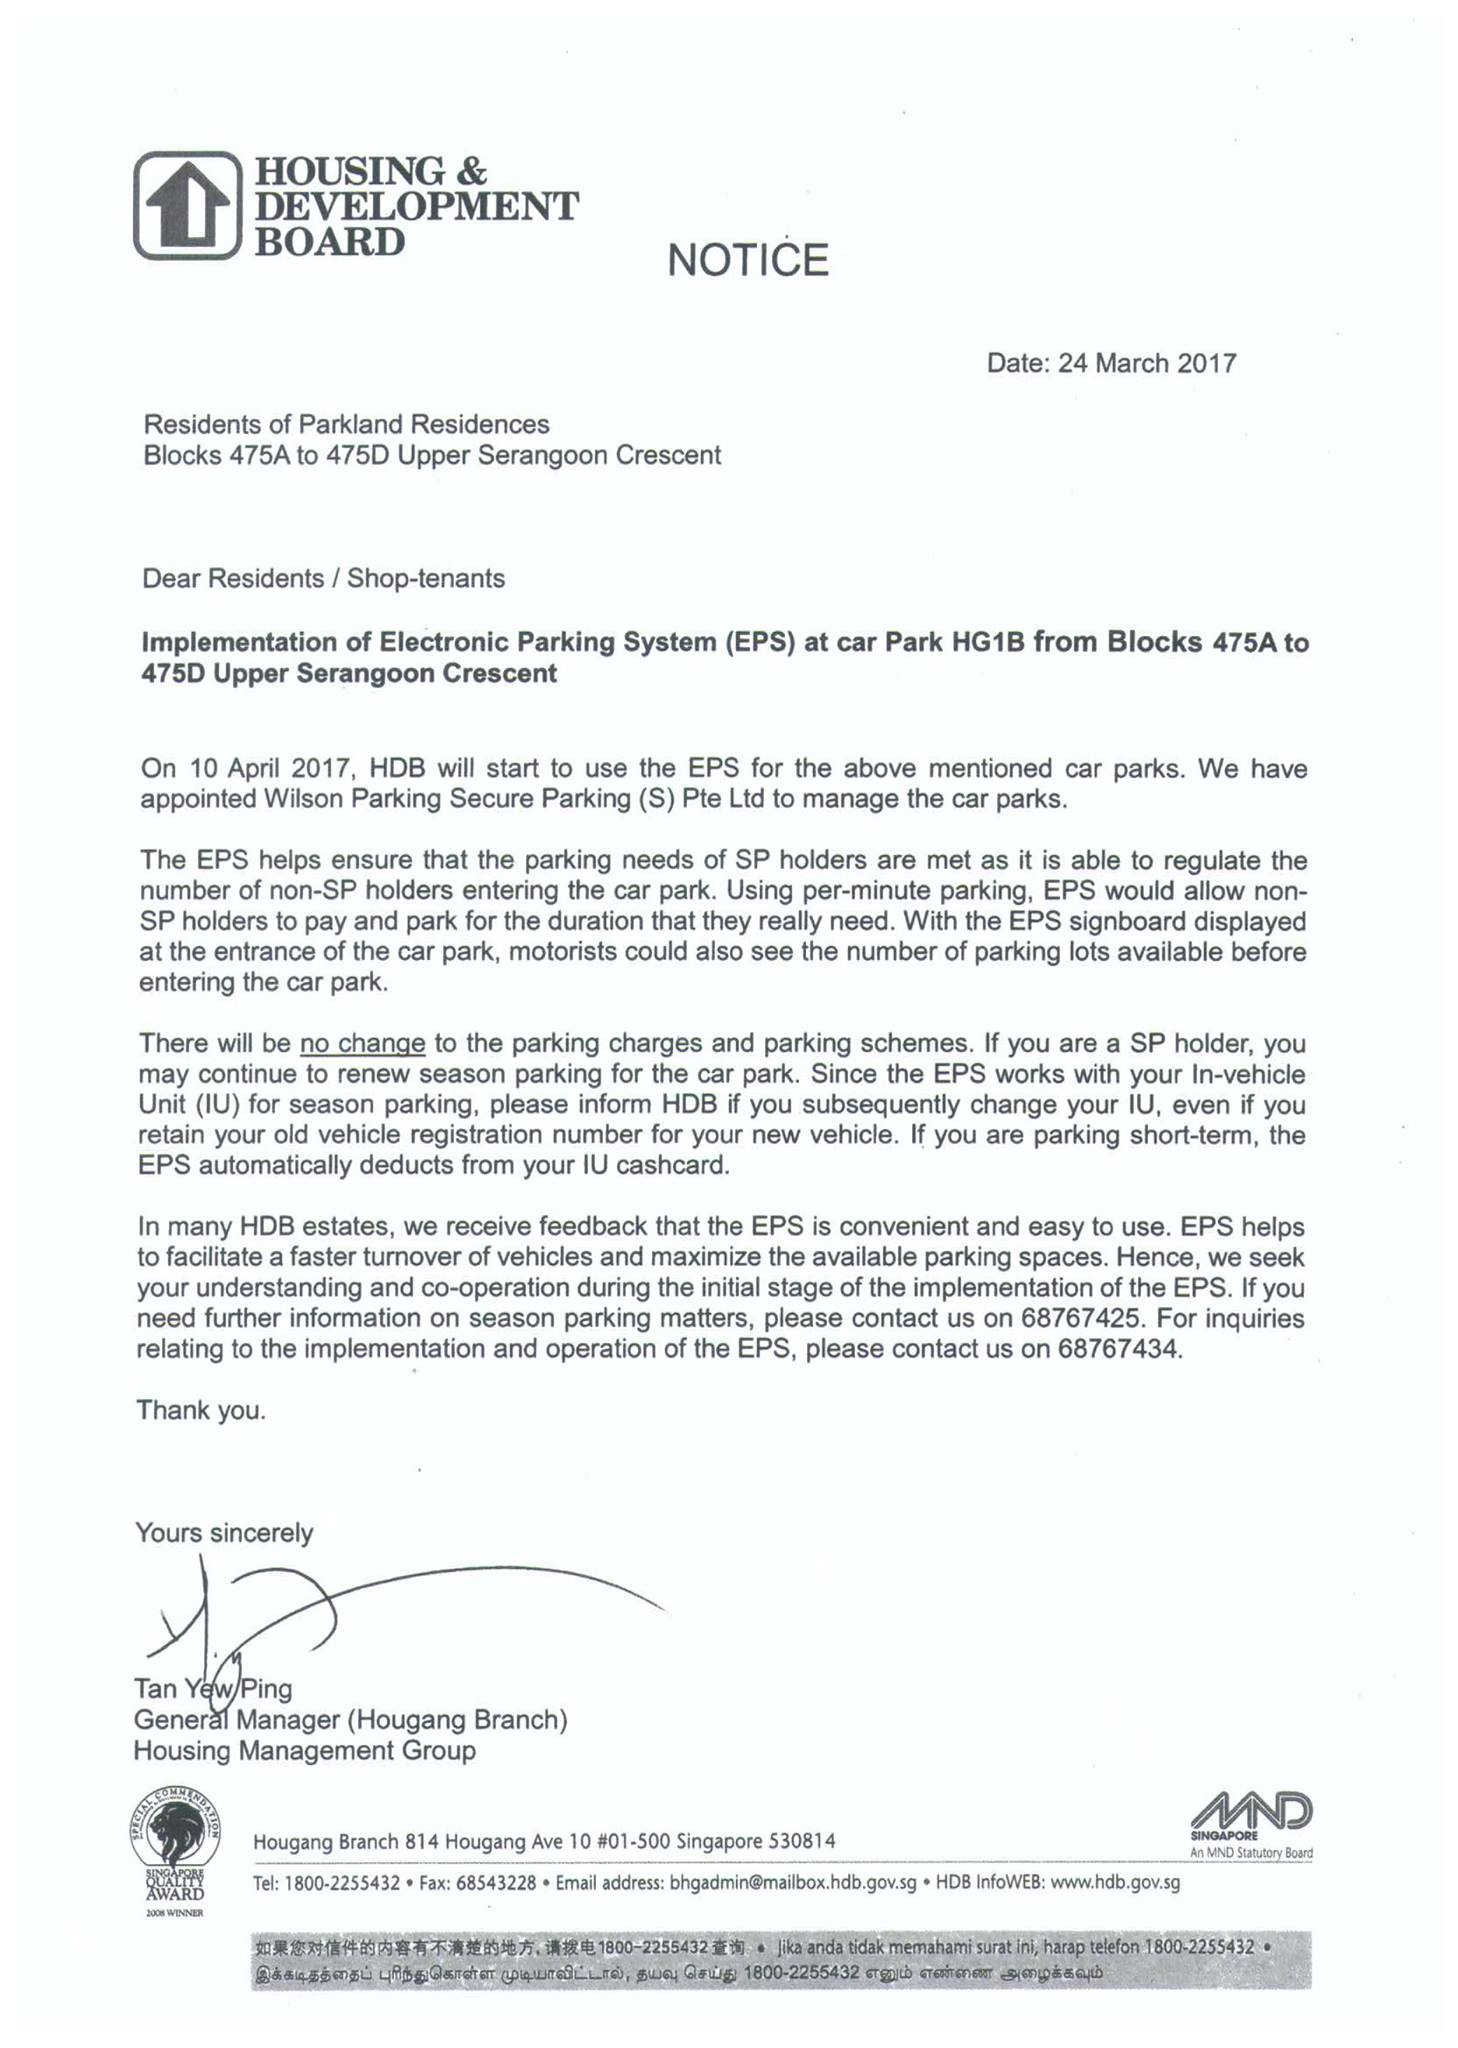 HOUSING &
DEVELOPMENT
BOARD
NOTICE
Date: 24 March 2017
Residents of Parkland Residences
Blocks 475A to 475D Upper Serangoon Crescent
Dear Residents / Shop-tenants
Implementation of Electronic Parking System (EPS) at car Park HG1B from Blocks 475A to
475D Upper Serangoon Crescent
On 10 April 2017, HDB will start to use the EPS for the above mentioned car parks. We have
appointed Wilson Parking Secure Parking (S) Pte Ltd to manage the car parks.
The EPS helps ensure that the parking needs of SP holders are met as it is able to regulate the
number of non-SP holders entering the car park. Using per-minute parking, EPS would allow non-
SP holders to pay and park for the duration that they really need. With the EPS signboard displayed
at the entrance of the car park, motorists could also see the number of parking lots available before
entering the car park.
There will be no change to the parking charges and parking schemes. If you are a SP holder, you
may continue to renew season parking for the car park. Since the EPS works with your In-vehicle
Unit (IU) for season parking, please inform HDB if you subsequently change your IU, even if you
retain your old vehicle registration number for your new vehicle. If you are parking short-term, the
EPS automatically deducts from your IU cashcard.
In many HDB estates, we receive feedback that the EPS is convenient and easy to use. EPS helps
to facilitate a faster turnover of vehicles and maximize the available parking spaces. Hence, we seek
your understanding and co-operation during the initial stage of the implementation of the EPS. If you
need further information on season parking matters, please contact us on 68767425. For inquiries
relating to the implementation and operation of the EPS, please contact us on 68767434.
Thank you.
Yours sincerely
Tan Yew Ping
General Manager (Hougang Branch)
Housing Management Group
SPECIAL COMMENDATION
SINGAPORE
QUALITY
AWARD
2008 WINNER
Hougang Branch 814 Hougang Ave 10 #01-500 Singapore 530814
MND
SINGAPORE
An MND Statutory Board
Tel: 1800-2255432 • Fax: 68543228 • Email address: bhgadmin@mailbox.hdb.gov.sg • HDB InfoWEB: www.hdb.gov.sg
如果您对信件的内容有不清楚的地方, 请拨电1800-2255432查询 • Jika anda tidak memahami surat ini, harap telefon 1800-2255432 •
இக்கடிதத்தைப் புரிந்துகொள்ள முடியாவிட்டால், தயவு செய்து 1800-2255432 எனும் எண்ணை அழைக்கவும்